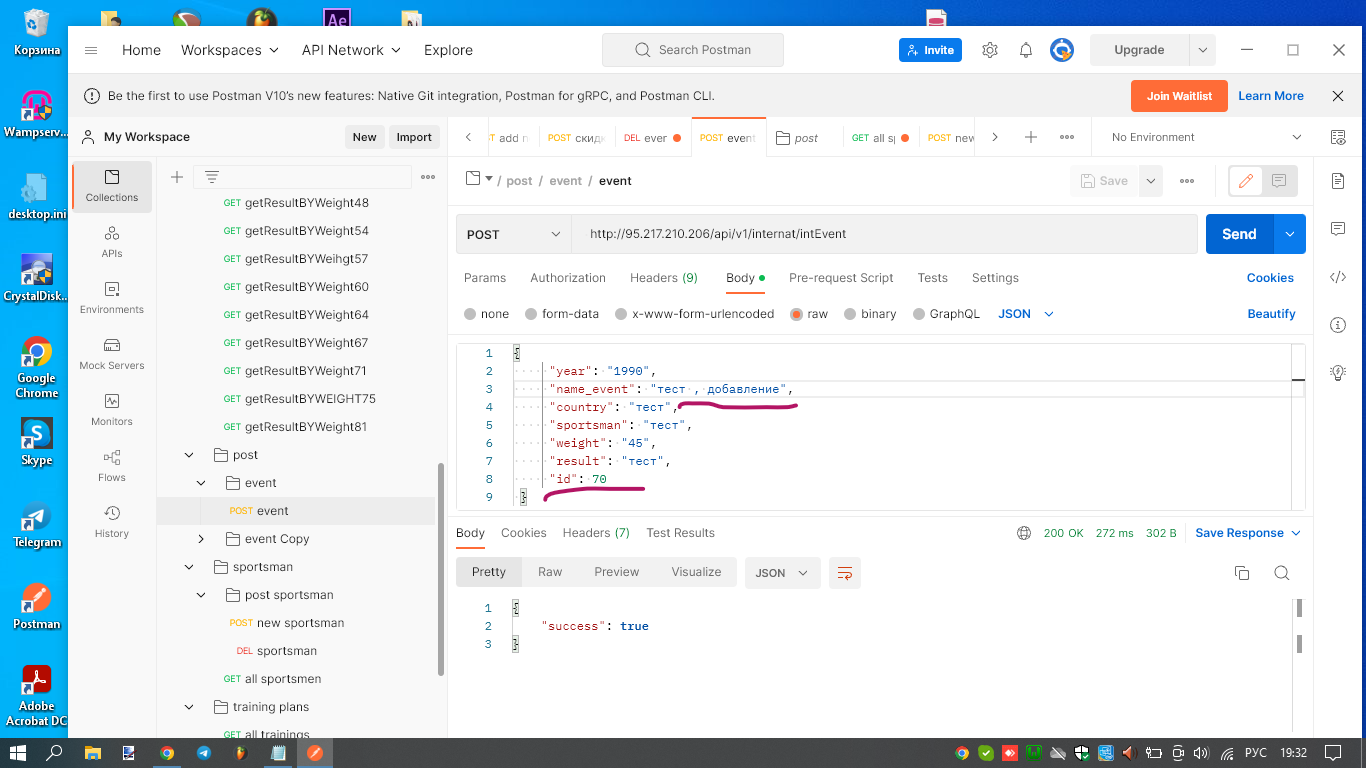 Корзина
Wampserv...
desktop.ini
CrystalDisk...
Google
Chrome
Skype
Telegram
Postman
Adobe
Acrobat DC
Ae
Home Workspaces API Network Explore
Search Postman
Invite
Upgrade
Be the first to use Postman V10's new features: Native Git integration, Postman for gRPC, and Postman CLI.
Join Waitlist Learn More
My Workspace New Import
Collections
APIs
Environments
Mock Servers
Monitors
Flows
History
GET getResultBYWeight48
GET getResultBYWeight54
GET getResultBYWeihgt57
GET getResultBYWeight60
GET getResultBYWeight64
GET getResultBYWeight67
GET getResultBYWeight71
GET getResultBYWEIGHT75
GET getResultBYWeight81
post
event
POST event
event Copy
sportsman
post sportsman
POST new sportsman
DEL sportsman
GET all sportsmen
training plans
GET all trainings
ST add n POST скидк DEL ever POST event post GET all s POST new No Environment
/ post / event / event
Save
POST http://95.217.210.206/api/v1/internat/intEvent Send
Params Authorization Headers (9) Body Pre-request Script Tests Settings Cookies
none form-data x-www-form-urlencoded raw binary GraphQL JSON Beautify
1 {
2 "year": "1990",
3 "name_event": "тест , добавление",
4 "country": "тест",
5 "sportsman": "тест",
6 "weight": "45",
7 "result": "тест",
8 "id": 70
9 }
Body Cookies Headers (7) Test Results 200 OK 272 ms 302 B Save Response
Pretty Raw Preview Visualize JSON
1 {
2 "success": true
3 }
РУС 19:32